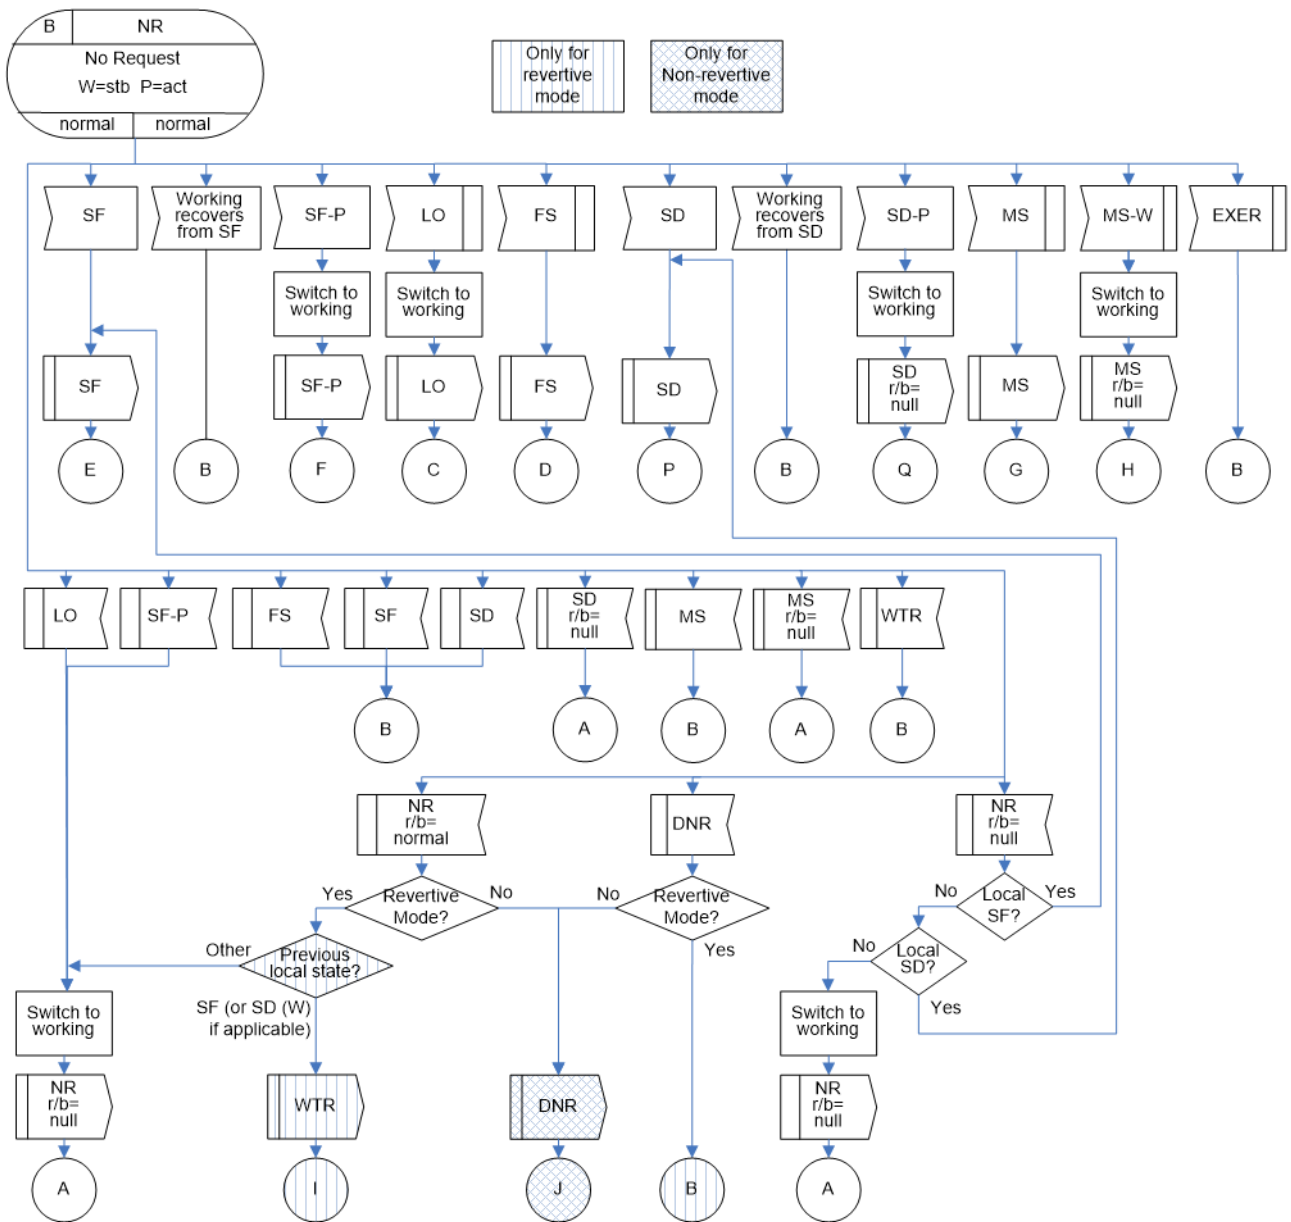 B NR
No Request
W=stb P=act
normal normal
Only for
revertive
mode
Only for
Non-revertive
mode
SF
Working
recovers
from SF
SF-P
LO
FS
SD
Working
recovers
from SD
SD-P
MS
MS-W
EXER
Switch to
working
Switch to
working
Switch to
working
Switch to
working
SF
SF-P
LO
FS
SD
SD
r/b=
null
MS
MS
r/b=
null
E
B
F
C
D
P
B
Q
G
H
B
LO
SF-P
FS
SF
SD
SD
r/b=
null
MS
MS
r/b=
null
WTR
B
A
B
A
B
NR
r/b=
normal
DNR
NR
r/b=
null
Yes
Revertive
Mode?
No
No
Revertive
Mode?
Yes
No
Local
SF?
Yes
Other
Previous
local state?
SF (or SD (W)
if applicable)
No
Local
SD?
Yes
Switch to
working
Switch to
working
NR
r/b=
null
WTR
DNR
NR
r/b=
null
A
I
J
B
A